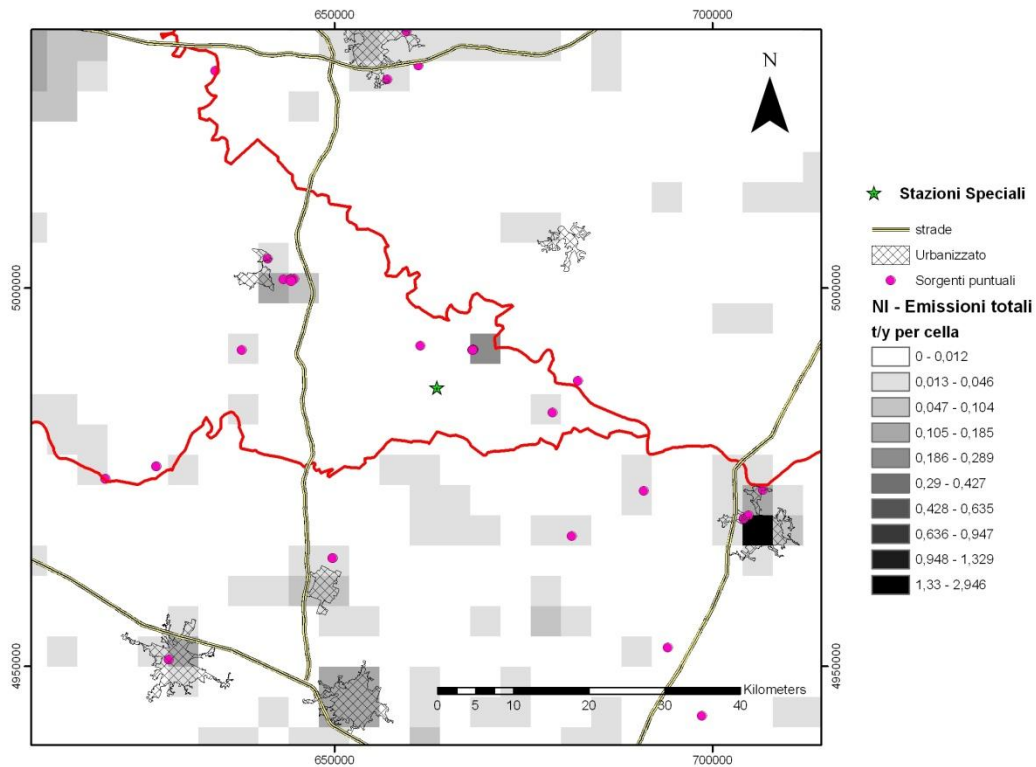 650000
700000
N
5000000
5000000
4950000
4950000
Kilometers
0 5 10 20 30 40
650000
700000
Stazioni Speciali
strade
Urbanizzato
Sorgenti puntuali
NI - Emissioni totali
t/y per cella
0 - 0,012
0,013 - 0,046
0,047 - 0,104
0,105 - 0,185
0,186 - 0,289
0,29 - 0,427
0,428 - 0,635
0,636 - 0,947
0,948 - 1,329
1,33 - 2,946